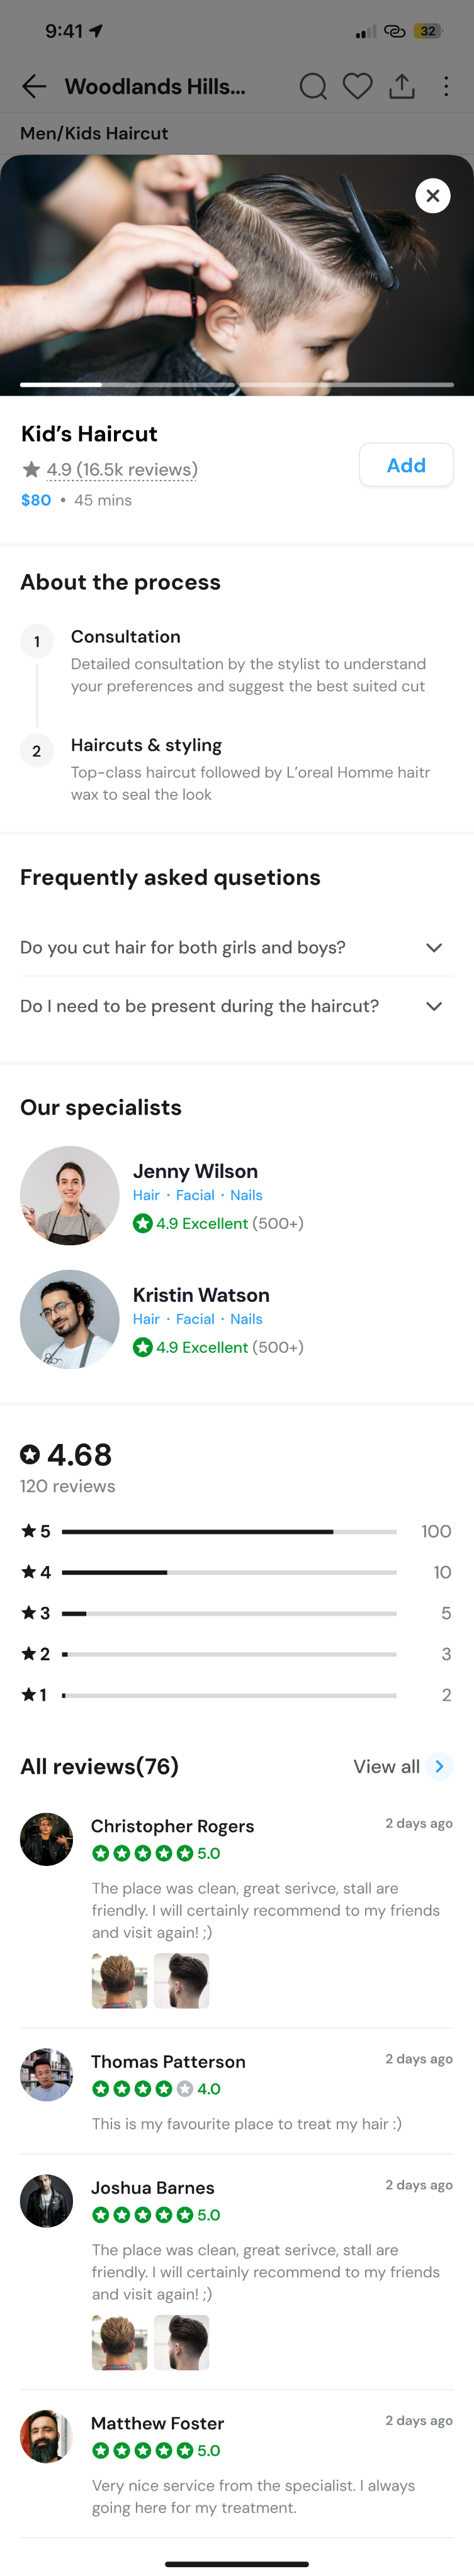 9:41
32
Woodlands Hills...
Men/Kids Haircut
Kid’s Haircut
4.9 (16.5k reviews)
Add
$80 • 45 mins
About the process
1
Consultation
Detailed consultation by the stylist to understand
your preferences and suggest the best suited cut
2
Haircuts & styling
Top-class haircut followed by L’oreal Homme haitr
wax to seal the look
Frequently asked qusetions
Do you cut hair for both girls and boys?
Do I need to be present during the haircut?
Our specialists
Jenny Wilson
Hair · Facial · Nails
4.9 Excellent (500+)
Kristin Watson
Hair · Facial · Nails
4.9 Excellent (500+)
4.68
120 reviews
5 100
4 10
3 5
2 3
1 2
All reviews(76) View all
Christopher Rogers 2 days ago
5.0
The place was clean, great serivce, stall are
friendly. I will certainly recommend to my friends
and visit again! ;)
Thomas Patterson 2 days ago
4.0
This is my favourite place to treat my hair :)
Joshua Barnes 2 days ago
5.0
The place was clean, great serivce, stall are
friendly. I will certainly recommend to my friends
and visit again! ;)
Matthew Foster 2 days ago
5.0
Very nice service from the specialist. I always
going here for my treatment.